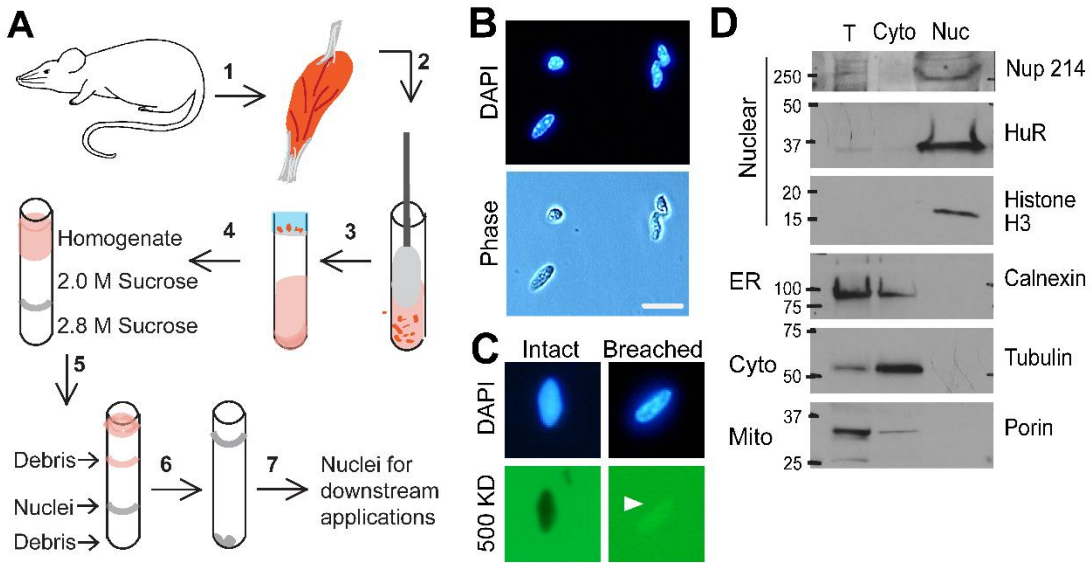 A
1
2
3
4
Homogenate
2.0 M Sucrose
2.8 M Sucrose
5
Debris
Nuclei
Debris
6
7
Nuclei for
downstream
applications
B
DAPI
Phase
C
Intact
Breached
DAPI
500 KD
D
T Cyto Nuc
Nuclear
250
Nup 214
50
37
HuR
20
15
Histone
H3
ER
100
75
Calnexin
Cyto
75
50
Tubulin
Mito
37
25
Porin